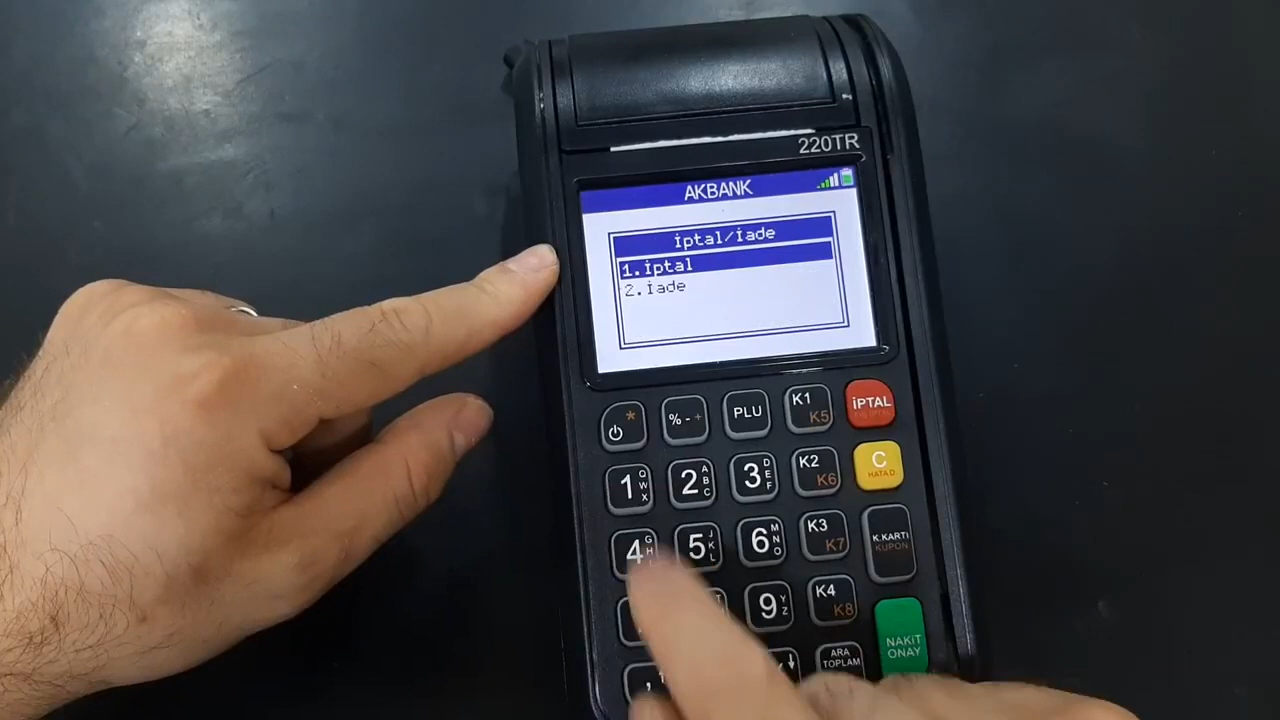 220TR
AKBANK
İptal/İade
1.İptal
2.İade
*
% - +
PLU
K1
K5
İPTAL
1
Q
W
X
2
A
B
C
3
D
E
F
K2
K6
C
HATA D
4
G
H
5
J
K
L
6
M
N
O
K3
K7
K.KARTI
KUPON
9
Y
Z
K4
K8
NAKİT
ONAY
ARA
TOPLAM